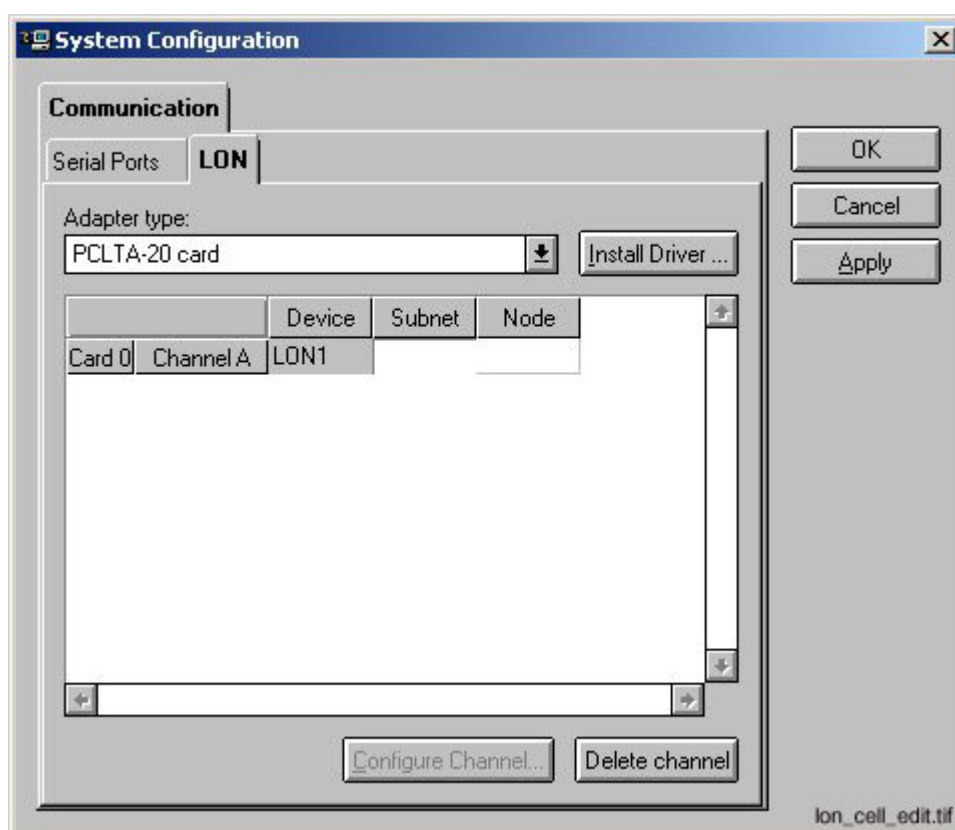 System Configuration
Communication
Serial Ports LON
OK
Cancel
Apply
Adapter type:
PCLTA-20 card
Install Driver ...
Device Subnet Node
Card 0 Channel A LON1
Configure Channel...
Delete channel
lon_cell_edit.tif